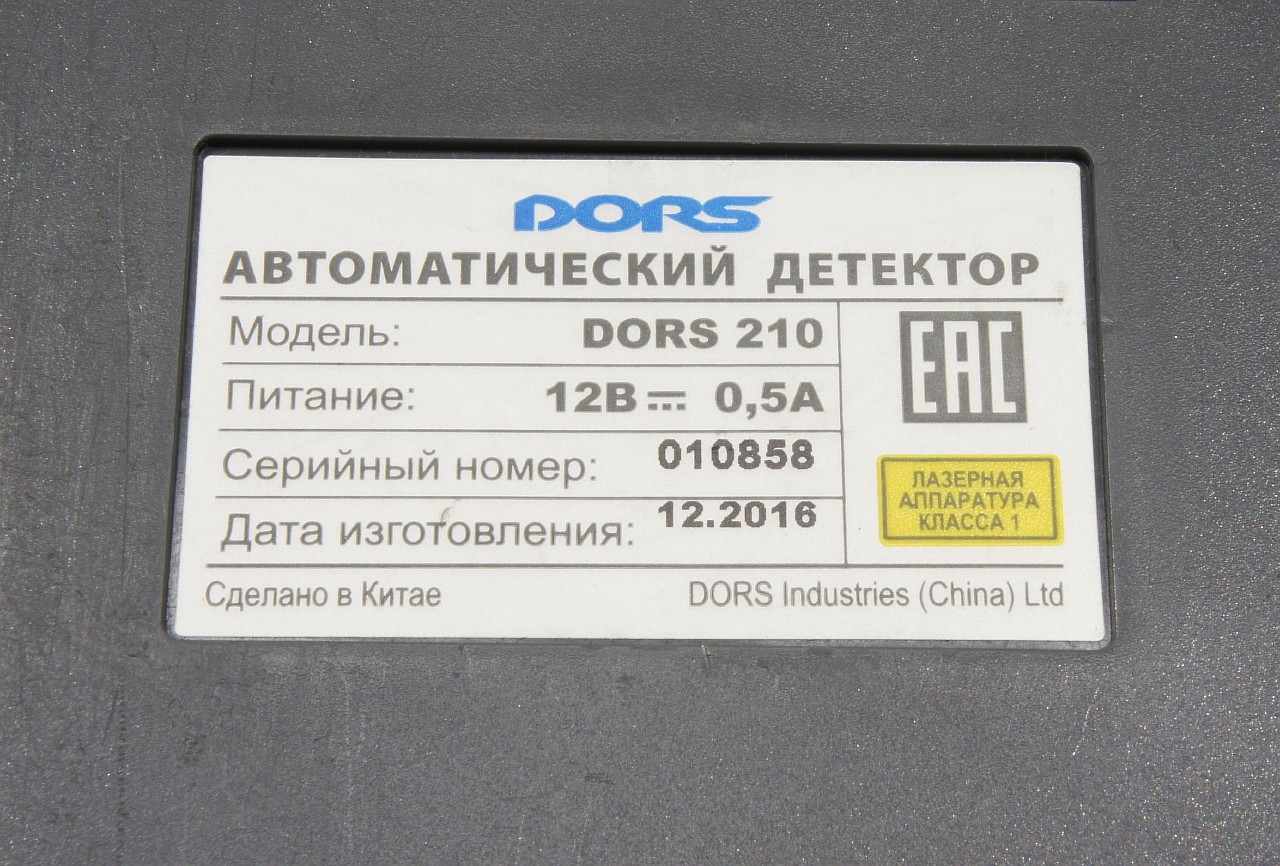 DORS
АВТОМАТИЧЕСКИЙ ДЕТЕКТОР
Модель: DORS 210
Питание: 12В⎓ 0,5А
Серийный номер: 010858
Дата изготовления: 12.2016
EAC
ЛАЗЕРНАЯ
АППАРАТУРА
КЛАССА 1
Сделано в Китае DORS Industries (China) Ltd